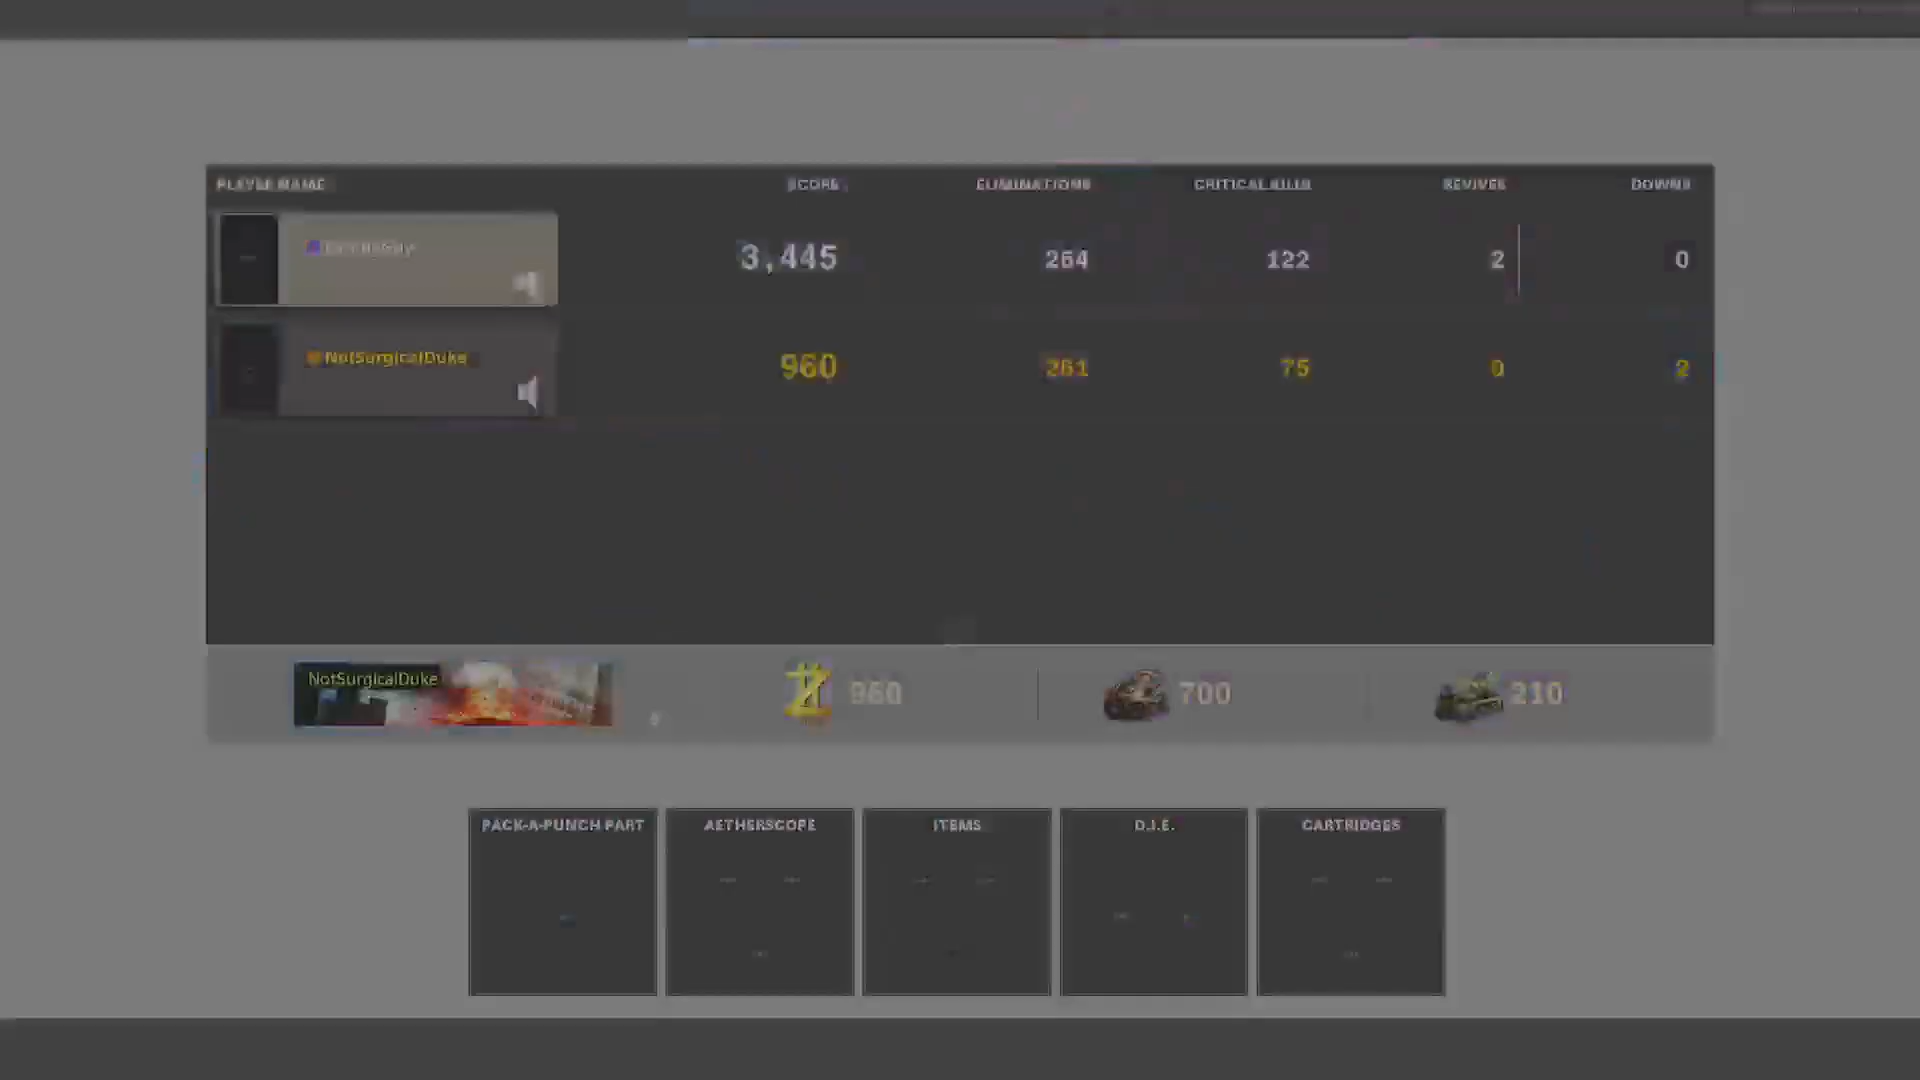 PLAYER NAME SCORE ELIMINATIONS CRITICAL KILLS REVIVES DOWNS
3,445 264 122 2 0
NotSurgicalDuke 960 261 75 0 2
NotSurgicalDuke 960 700 210
PACK-A-PUNCH PART AETHERSCOPE ITEMS D.I.E. CARTRIDGES